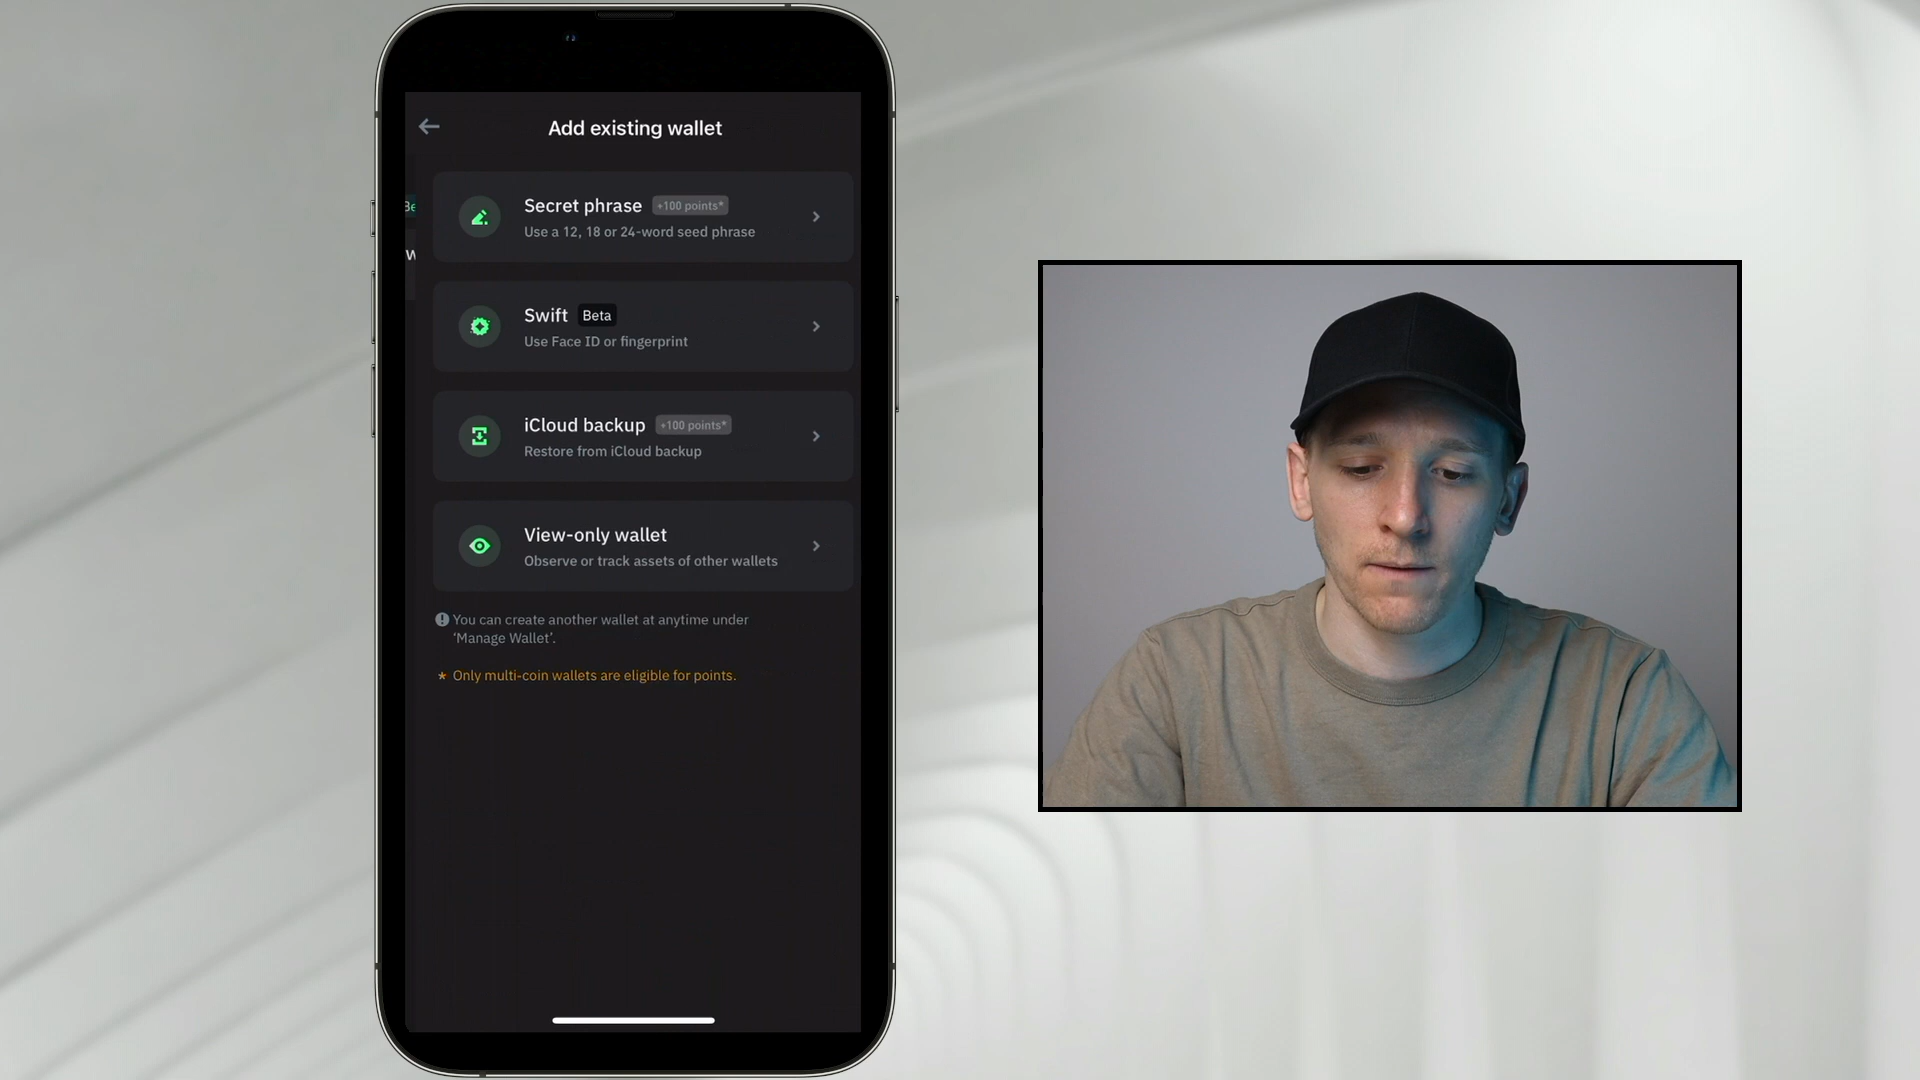 Add existing wallet
Be
W
Secret phrase +100 points*
Use a 12, 18 or 24-word seed phrase
Swift Beta
Use Face ID or fingerprint
iCloud backup +100 points*
Restore from iCloud backup
View-only wallet
Observe or track assets of other wallets
You can create another wallet at anytime under
‘Manage Wallet’.
* Only multi-coin wallets are eligible for points.